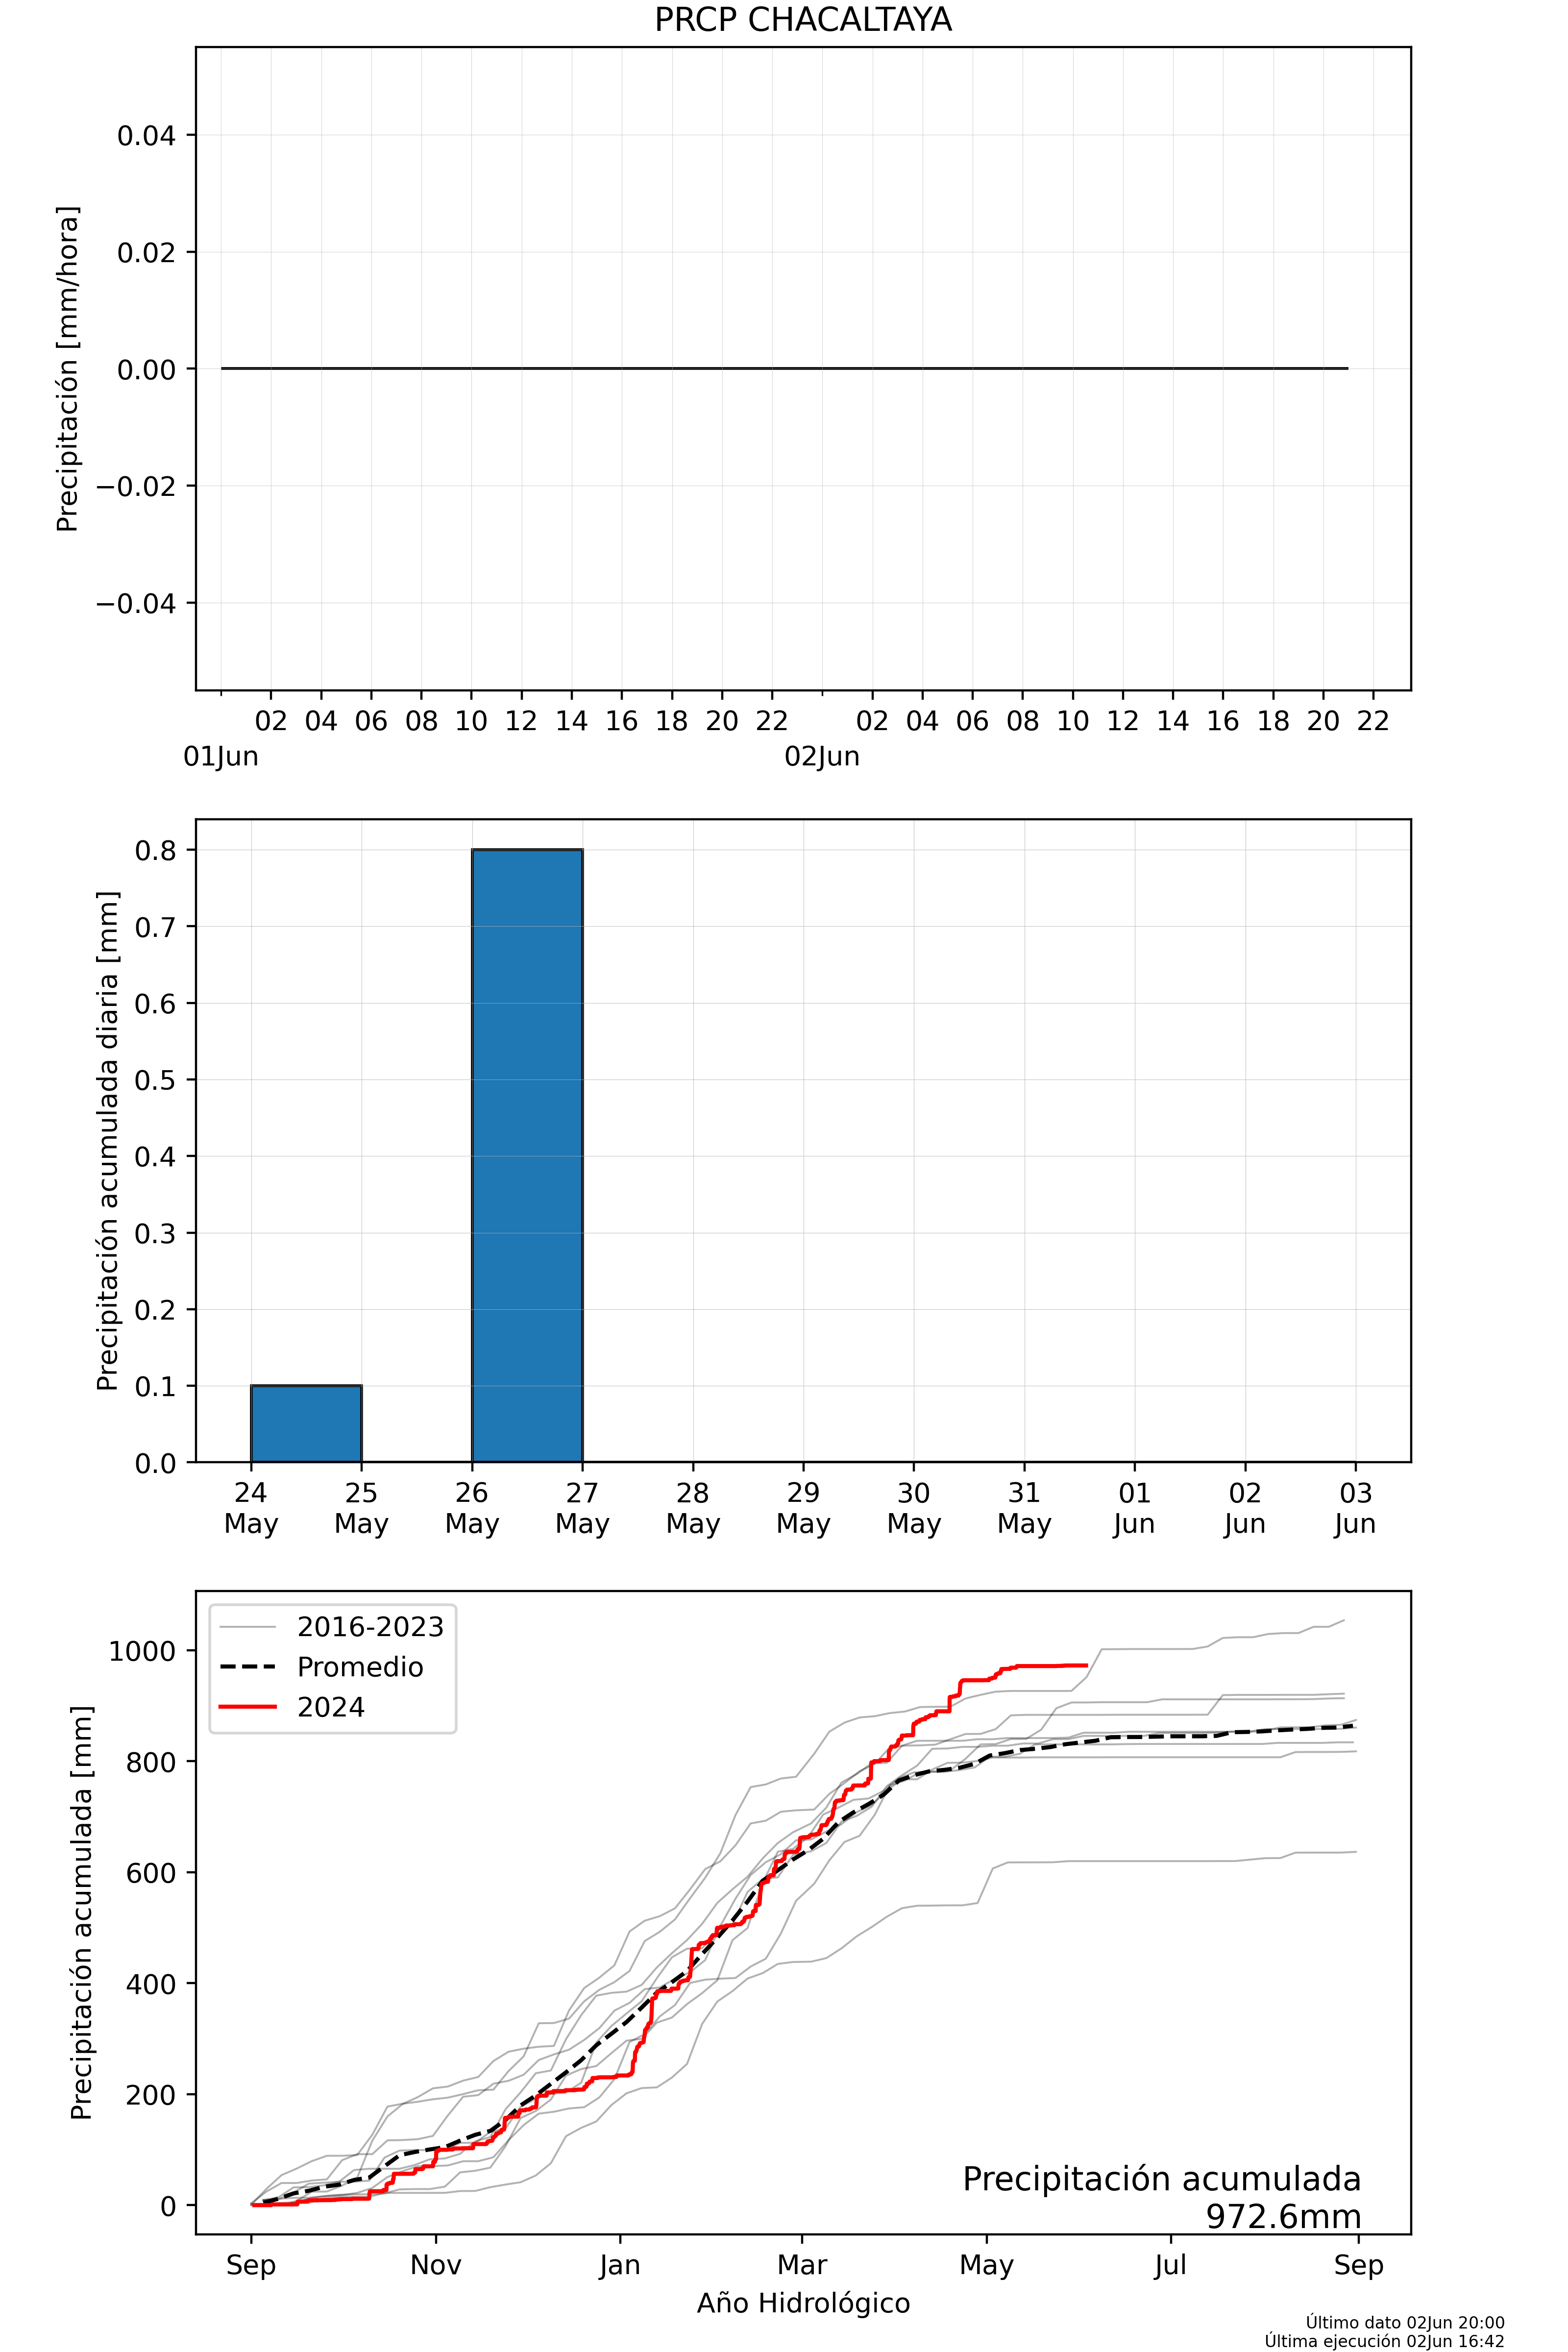 PRCP CHACALTAYA
Precipitación [mm/hora]
0.04
0.02
0.00
−0.02
−0.04
02 04 06 08 10 12 14 16 18 20 22 02 04 06 08 10 12 14 16 18 20 22
01Jun 02Jun
Precipitación acumulada diaria [mm]
0.8
0.7
0.6
0.5
0.4
0.3
0.2
0.1
0.0
24 25 26 27 28 29 30 31 01 02 03
May May May May May May May May Jun Jun Jun
Precipitación acumulada [mm]
1000
800
600
400
200
0
2016-2023
Promedio
2024
Precipitación acumulada
972.6mm
Sep Nov Jan Mar May Jul Sep
Año Hidrológico
Último dato 02Jun 20:00
Última ejecución 02Jun 16:42